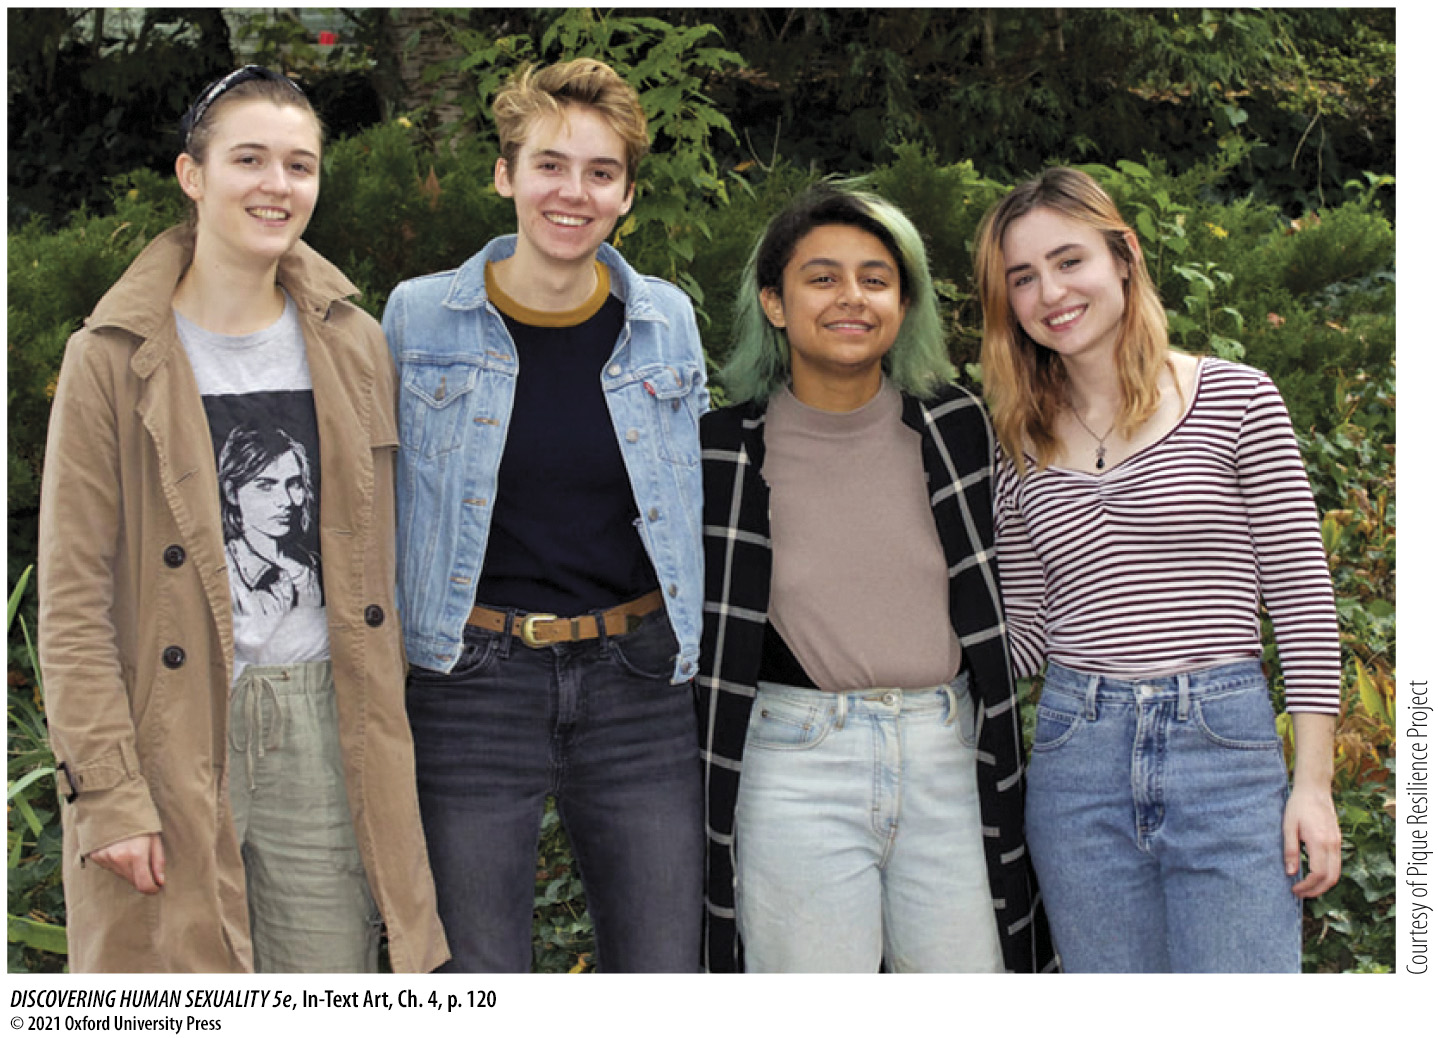 Courtesy of Pique Resilience Project
DISCOVERING HUMAN SEXUALITY 5e, In-Text Art, Ch. 4, p. 120
© 2021 Oxford University Press